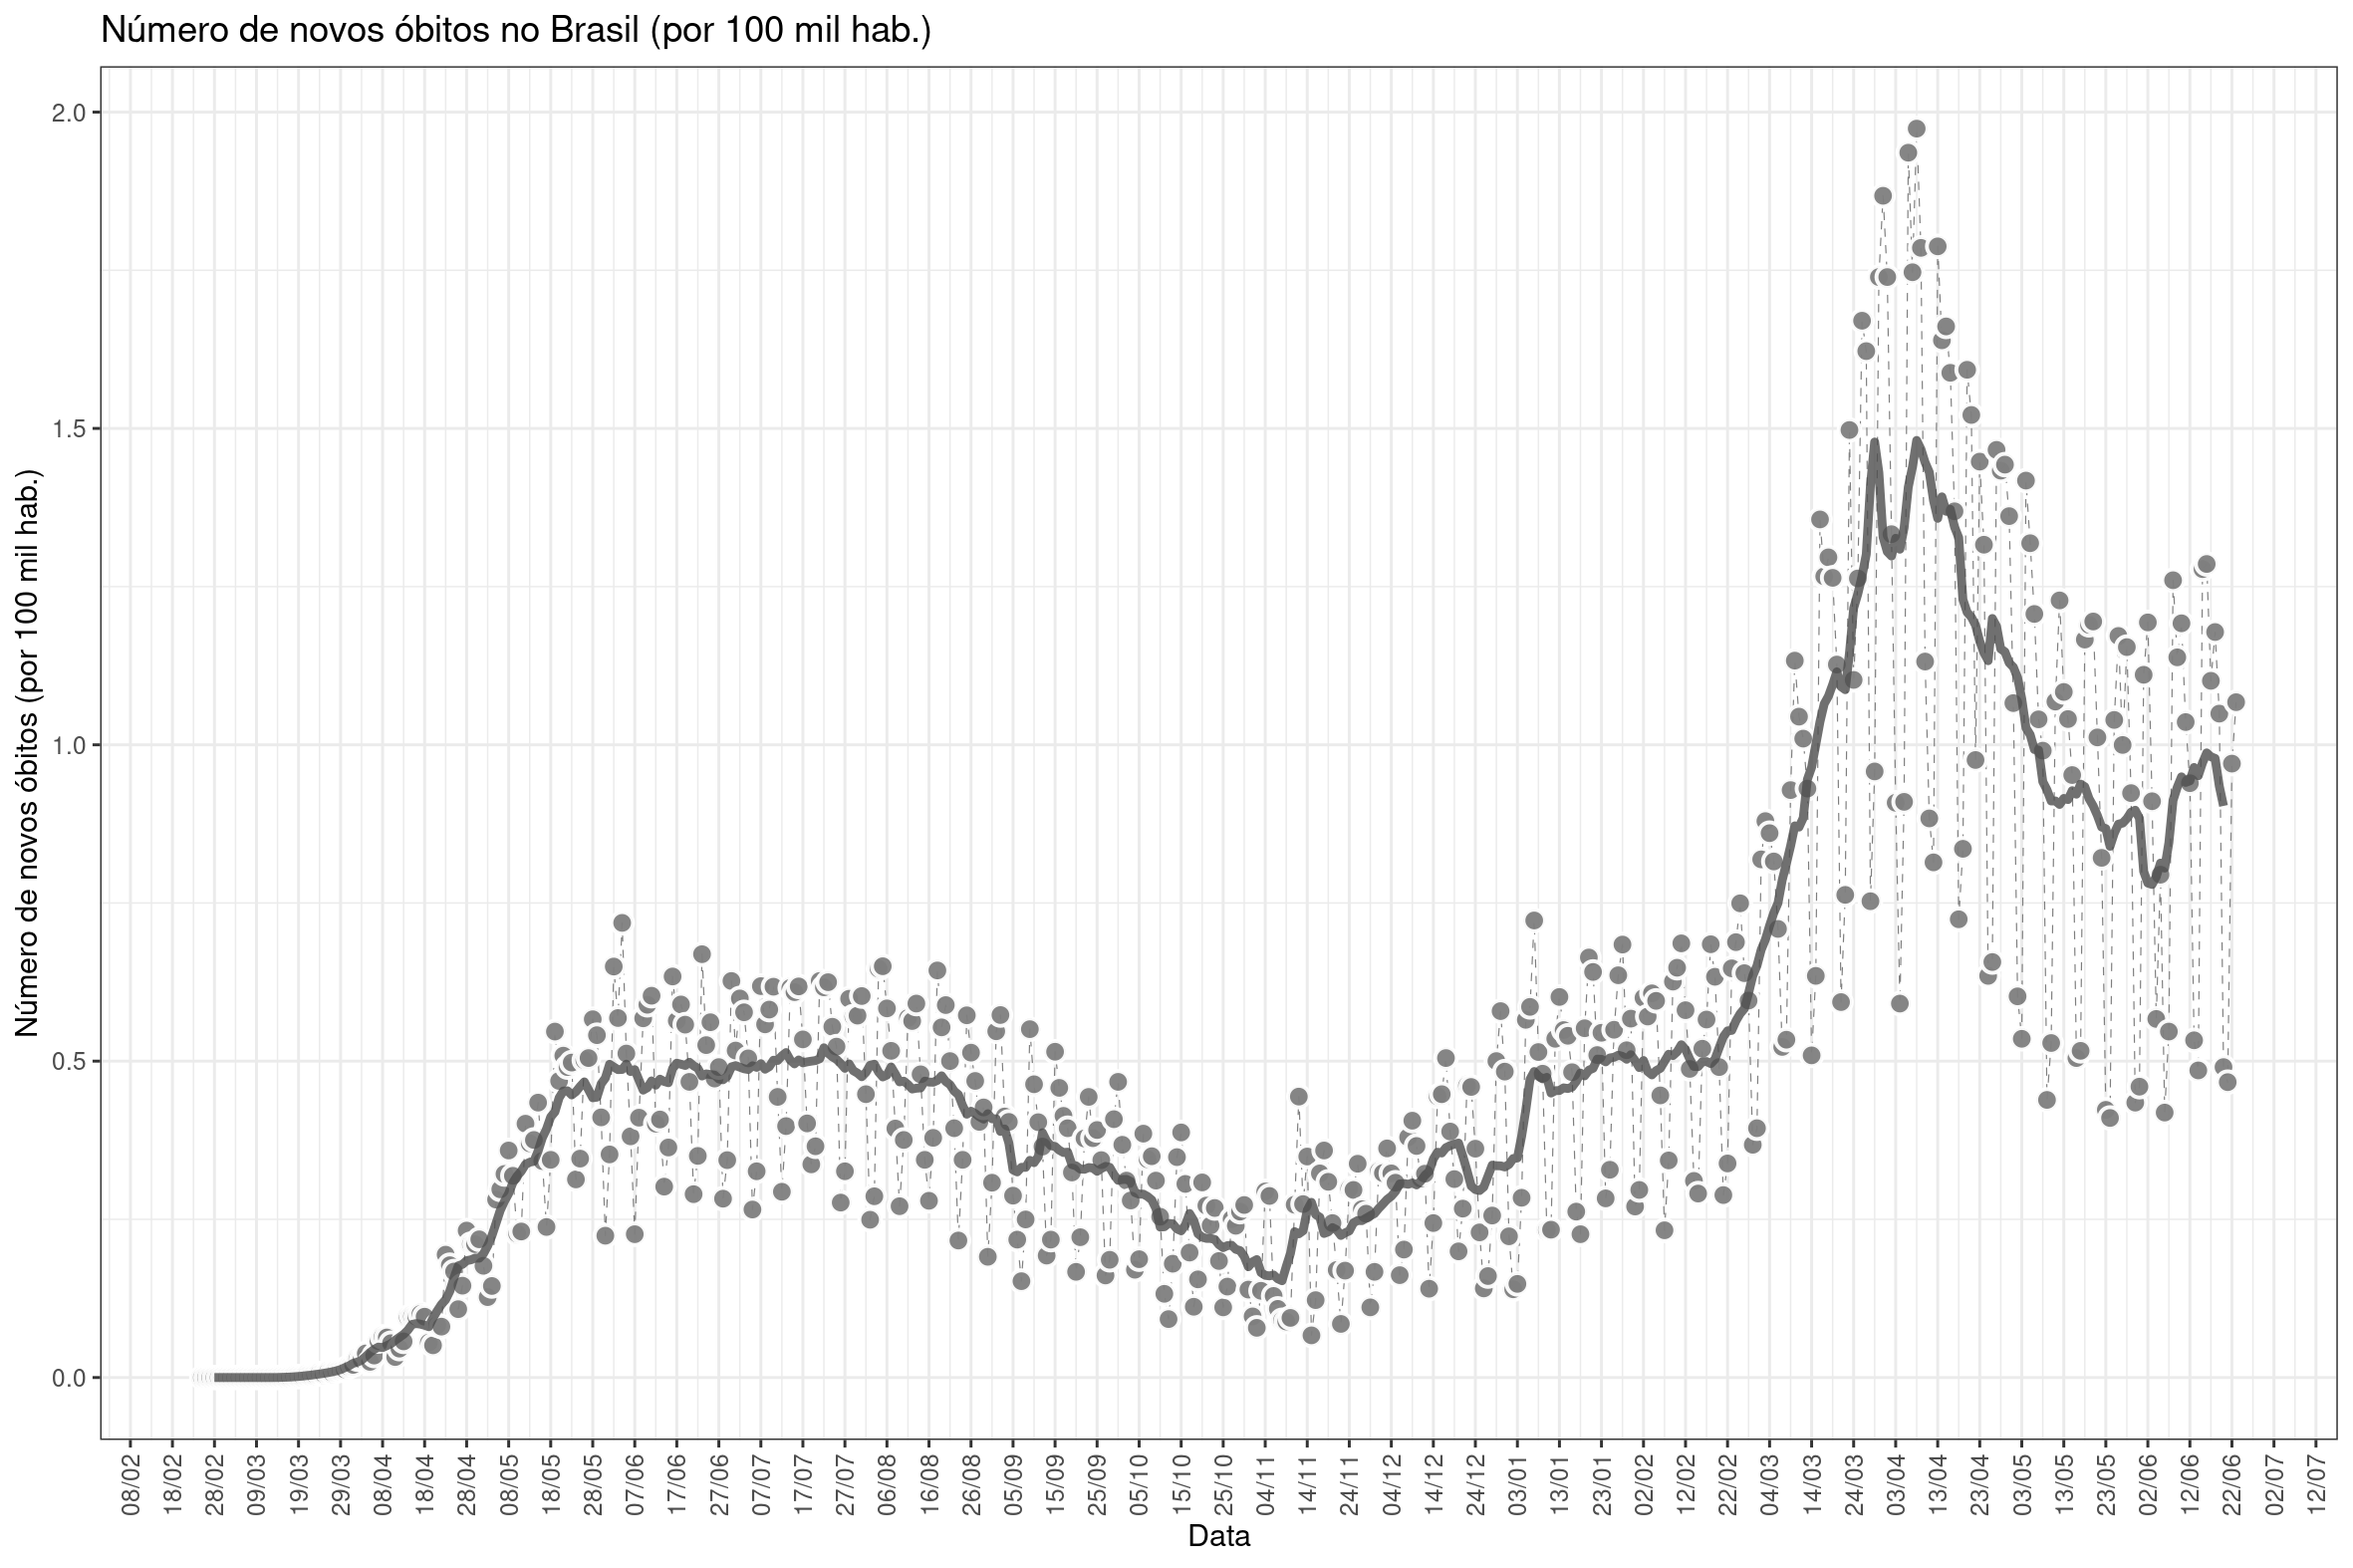 Número de novos óbitos no Brasil (por 100 mil hab.)
Número de novos óbitos (por 100 mil hab.)
2.0
1.5
1.0
0.5
0.0
08/02 18/02 28/02 09/03 19/03 29/03 08/04 18/04 28/04 08/05 18/05 28/05 07/06 17/06 27/06 07/07 17/07 27/07 06/08 16/08 26/08 05/09 15/09 25/09 05/10 15/10 25/10 04/11 14/11 24/11 04/12 14/12 24/12 03/01 13/01 23/01 02/02 12/02 22/02 04/03 14/03 24/03 03/04 13/04 23/04 03/05 13/05 23/05 02/06 12/06 22/06 02/07 12/07
Data